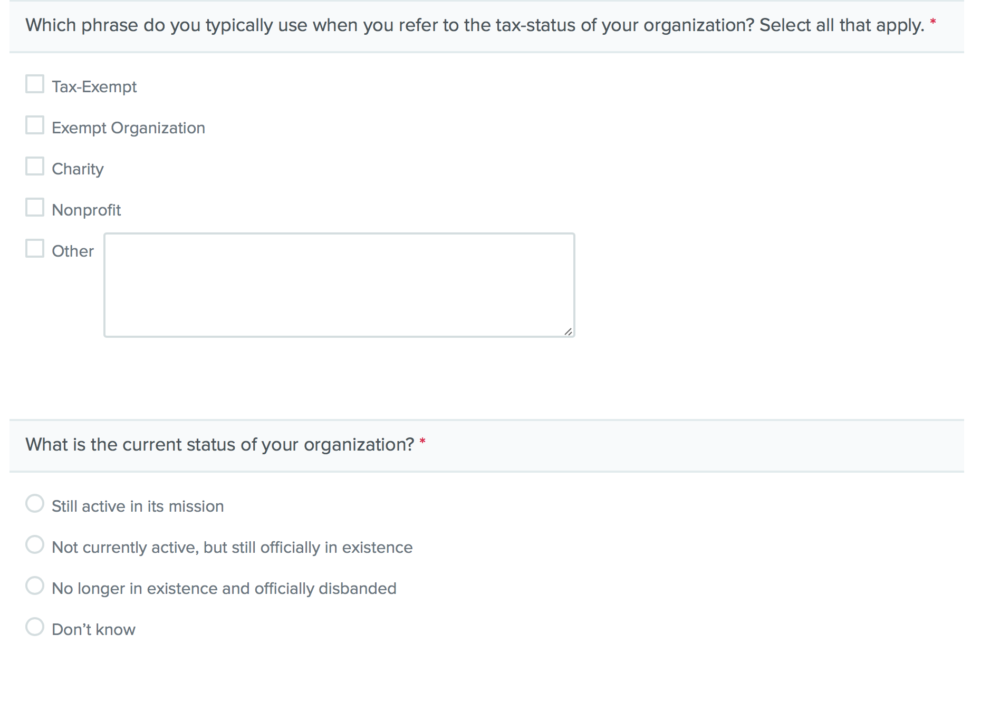 Which phrase do you typically use when you refer to the tax-status of your organization? Select all that apply. *
Tax-Exempt
Exempt Organization
Charity
Nonprofit
Other
What is the current status of your organization? *
Still active in its mission
Not currently active, but still officially in existence
No longer in existence and officially disbanded
Don’t know